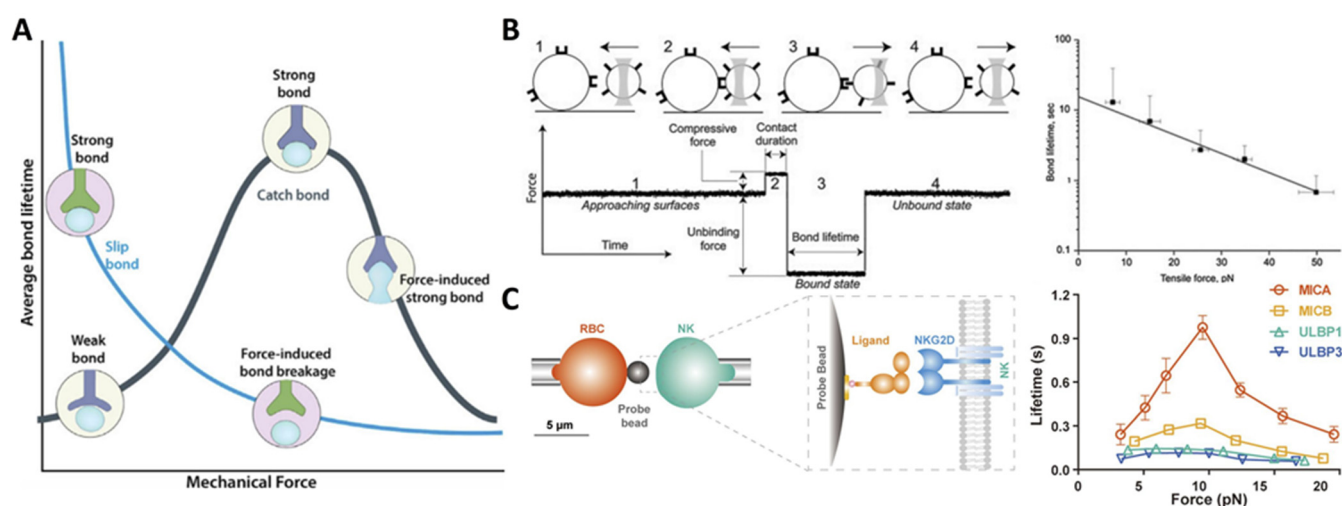 A
Average bond lifetime
Strong
bond
Strong
bond
Catch bond
Slip
bond
Force-induced
strong bond
Weak
bond
Force-induced
bond breakage
Mechanical Force
B
1
2
3
4
Compressive
force
Contact
duration
Force
1
2
3
4
Approaching surfaces
Unbound state
Unbinding
force
Bond lifetime
Time
Bound state
Bond lifetime, sec
100
10
1
0.1
0 10 20 30 40 50
Tensile force, pN
C
RBC
NK
Probe
bead
5 μm
Probe Bead
Ligand
NKG2D
NK
MICA
MICB
ULBP1
ULBP3
Lifetime (s)
1.2
0.9
0.6
0.3
0.0
0 5 10 15 20
Force (pN)